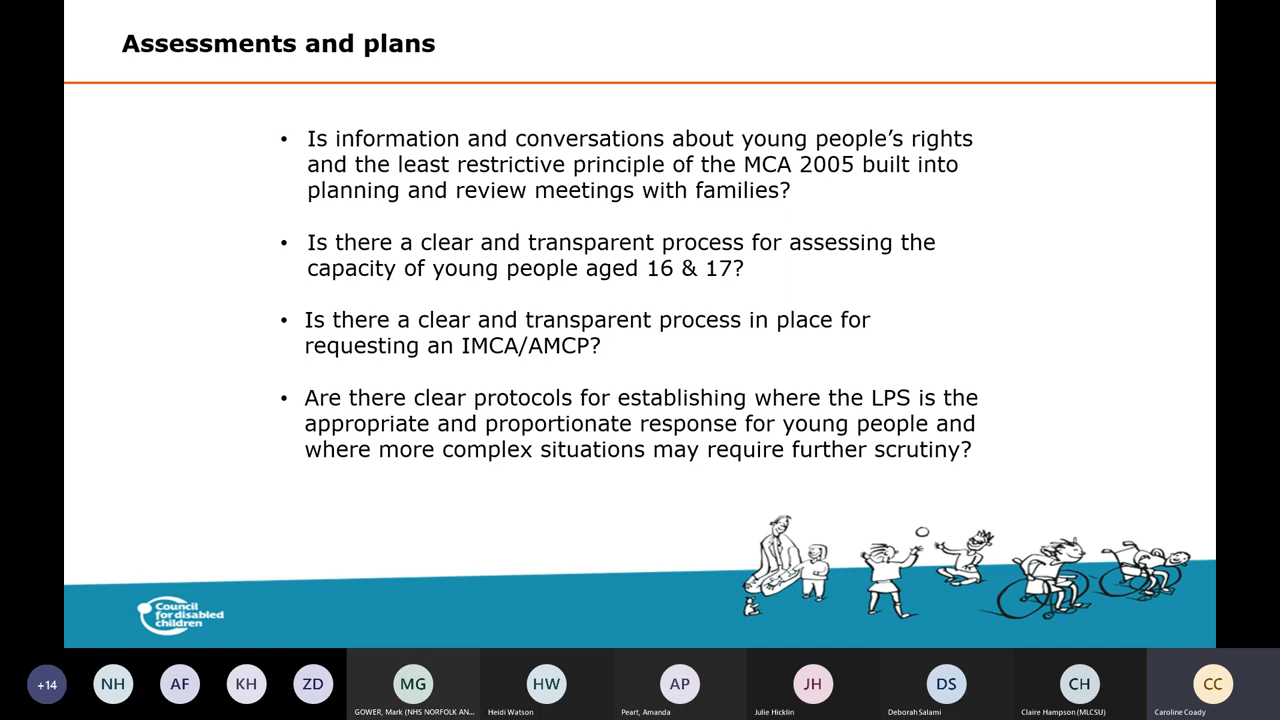 Assessments and plans
• Is information and conversations about young people’s rights
and the least restrictive principle of the MCA 2005 built into
planning and review meetings with families?
• Is there a clear and transparent process for assessing the
capacity of young people aged 16 & 17?
• Is there a clear and transparent process in place for
requesting an IMCA/AMCP?
• Are there clear protocols for establishing where the LPS is the
appropriate and proportionate response for young people and
where more complex situations may require further scrutiny?
Council
for disabled
children
+14 NH AF KH ZD MG HW AP JH DS CH CC
GOWER, Mark (NHS NORFOLK AN... Heidi Watson Peart, Amanda Julie Hicklin Deborah Salami Claire Hampson (MLCSU) Caroline Coady